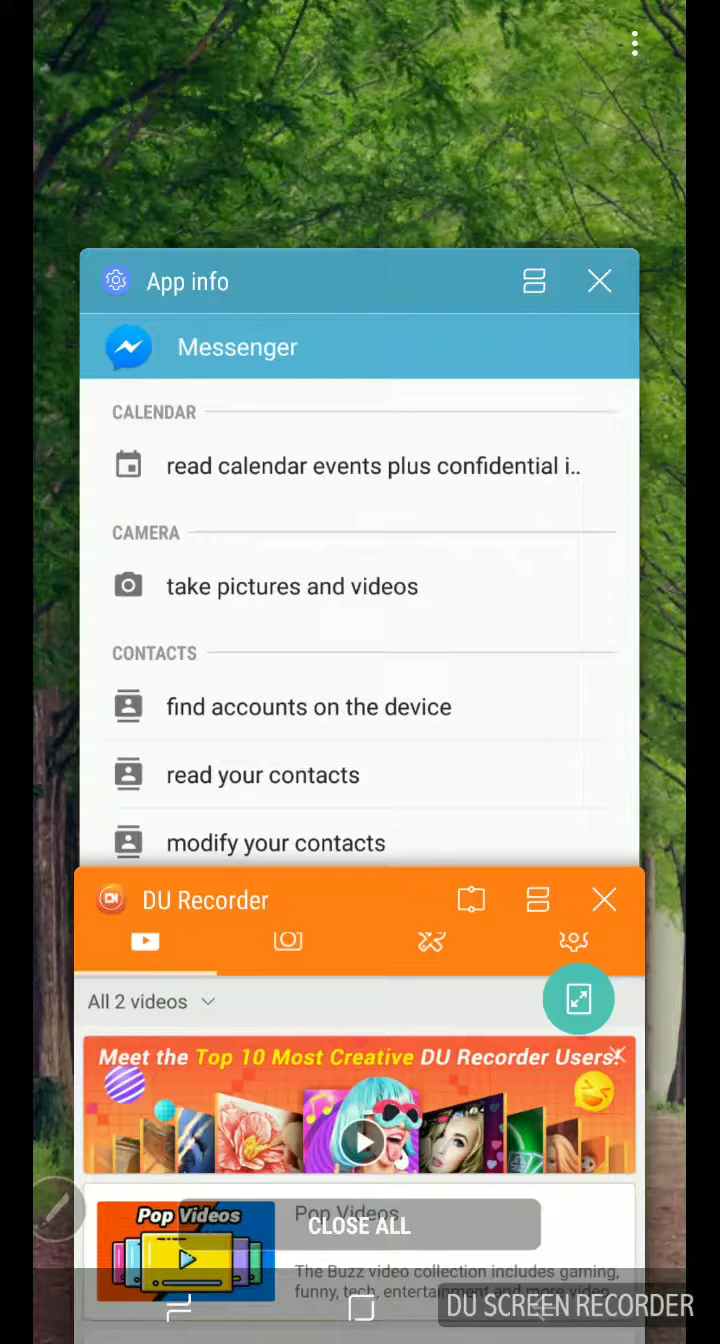 App info
Messenger
CALENDAR
read calendar events plus confidential i..
CAMERA
take pictures and videos
CONTACTS
find accounts on the device
read your contacts
modify your contacts
DU Recorder
All 2 videos
Meet the Top 10 Most Creative DU Recorder Users!
Pop Videos
Pop Videos
CLOSE ALL
The Buzz video collection includes gaming,
funny, tech, entertainment and more video
DU SCREEN RECORDER